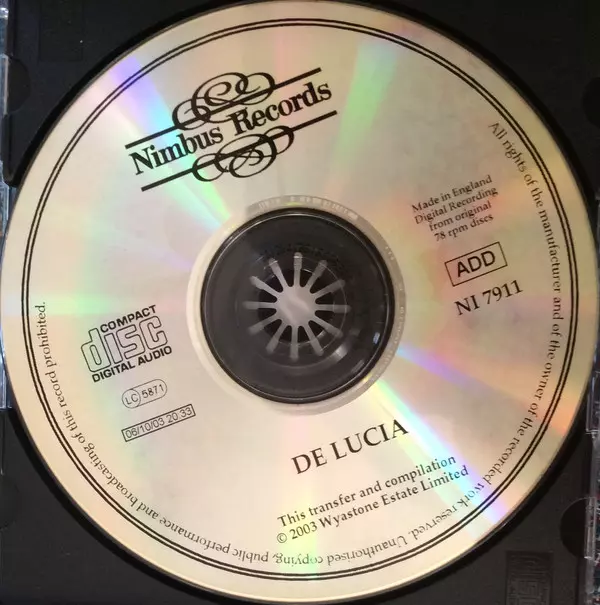 Nimbus Records
Made in England
Digital Recording
from original
78 rpm discs
ADD
NI 7911
COMPACT
disc
DIGITAL AUDIO
LC 5871
06/10/03 20:33
DE LUCIA
This transfer and compilation
© 2003 Wyastone Estate Limited
All rights of the manufacturer and of the owner of the recorded work reserved. Unauthorised copying, public performance and broadcasting of this record prohibited.